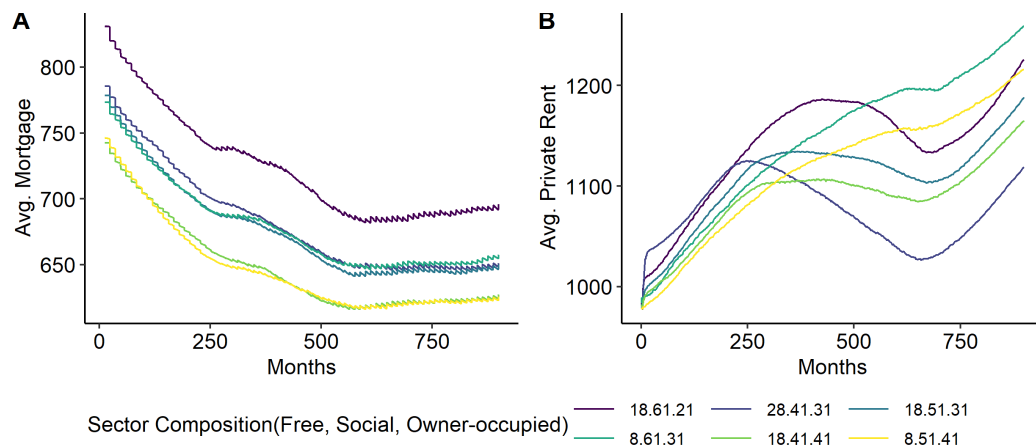 A
Avg. Mortgage
800
750
700
650
0 250 500 750
Months
B
Avg. Private Rent
1200
1100
1000
0 250 500 750
Months
Sector Composition(Free, Social, Owner-occupied)
18.61.21 28.41.31 18.51.31
8.61.31 18.41.41 8.51.41